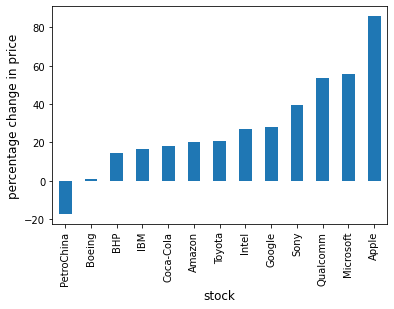 percentage change in price
80
60
40
20
0
−20
PetroChina
Boeing
BHP
IBM
Coca-Cola
Amazon
Toyota
Intel
Google
Sony
Qualcomm
Microsoft
Apple
stock